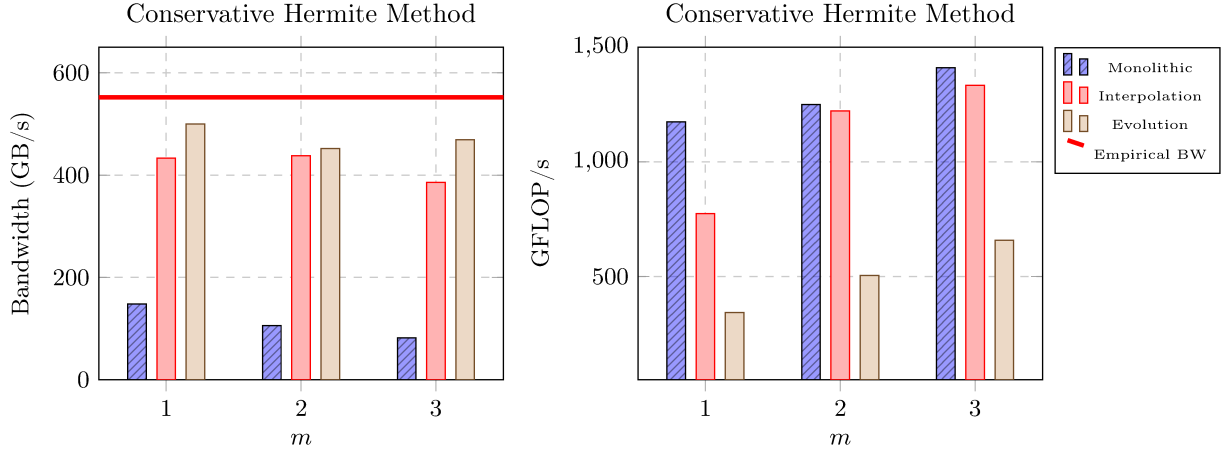 Conservative Hermite Method
Bandwidth (GB/s)
600
400
200
0
1 2 3
m
Conservative Hermite Method
GFLOP/s
1,500
1,000
500
1 2 3
m
Monolithic
Interpolation
Evolution
Empirical BW